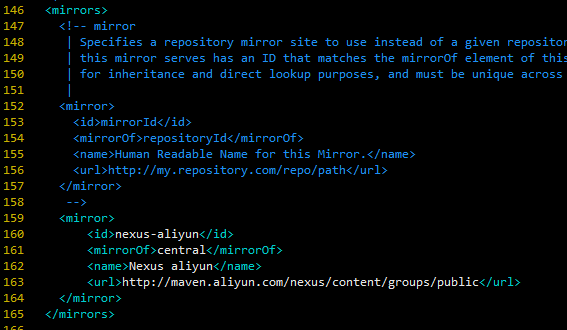 146 <mirrors>
147 <!-- mirror
148 | Specifies a repository mirror site to use instead of a given repositor
149 | this mirror serves has an ID that matches the mirrorOf element of this
150 | for inheritance and direct lookup purposes, and must be unique across
151 |
152 <mirror>
153 <id>mirrorId</id>
154 <mirrorOf>repositoryId</mirrorOf>
155 <name>Human Readable Name for this Mirror.</name>
156 <url>http://my.repository.com/repo/path</url>
157 </mirror>
158 -->
159 <mirror>
160 <id>nexus-aliyun</id>
161 <mirrorOf>central</mirrorOf>
162 <name>Nexus aliyun</name>
163 <url>http://maven.aliyun.com/nexus/content/groups/public</url>
164 </mirror>
165 </mirrors>